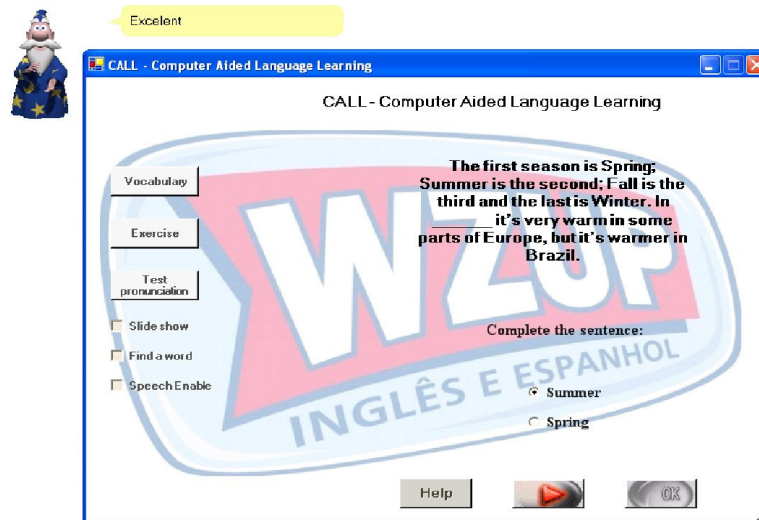 Excelent
CALL - Computer Aided Language Learning
CALL - Computer Aided Language Learning
Vocabulary
Exercise
Test
pronunciation
Slide show
Find a word
Speech Enable
The first season is Spring;
Summer is the second; Fall is the
third and the last is Winter. In
________ it's very warm in some
parts of Europe, but it's warmer in
Brazil.
WZUP
INGLÊS E ESPANHOL
Complete the sentence:
Summer
Spring
Help
OK